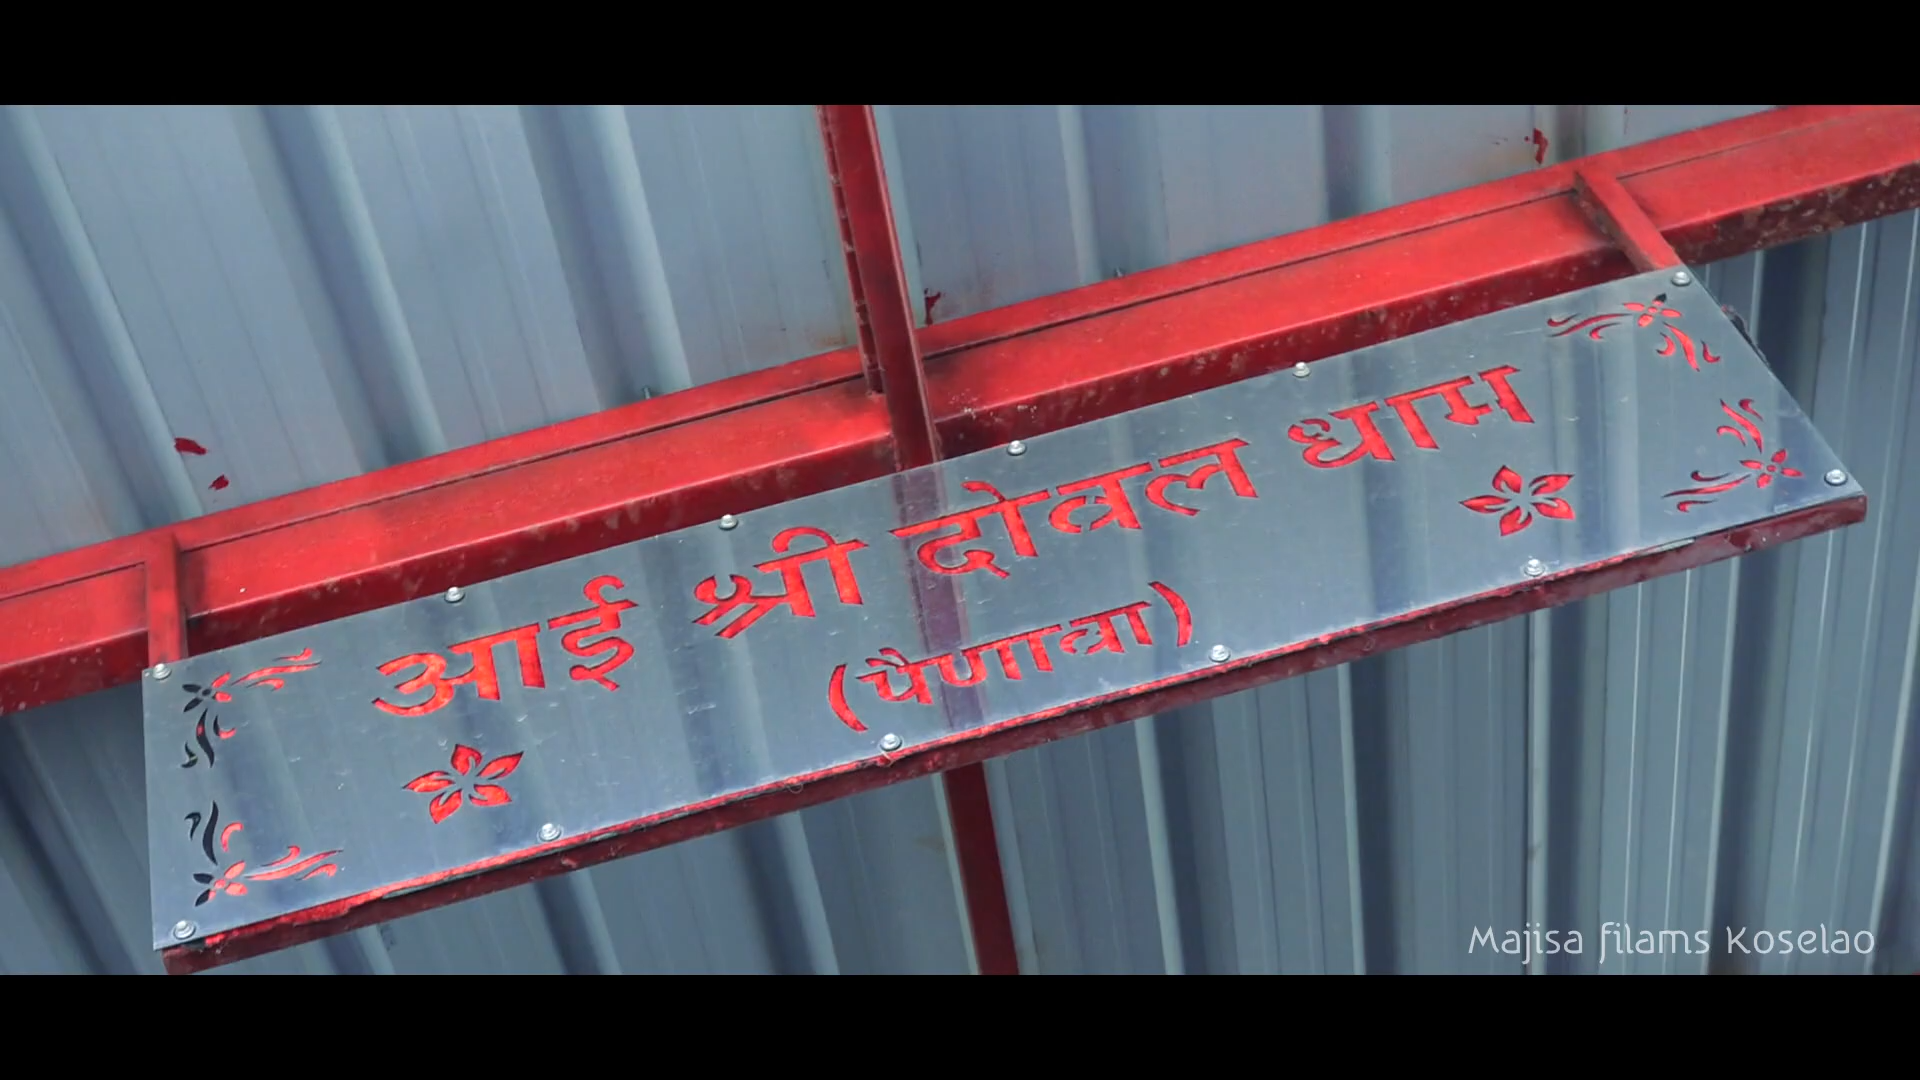 आई श्री दोवल धाम
(चैणावा)
Majisa filams Koselao